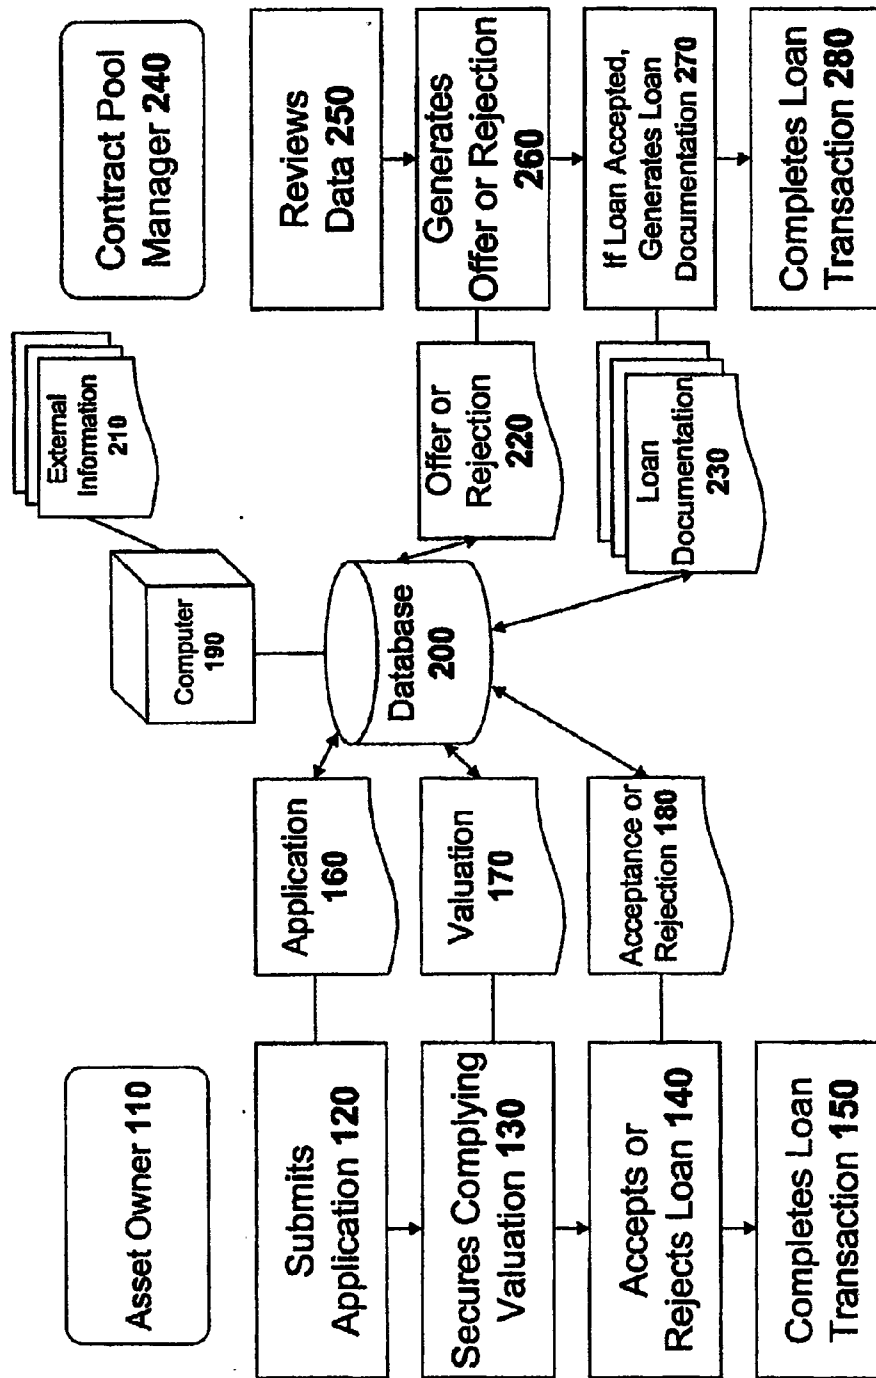 Asset Owner 110
Submits
Application 120
Secures Complying
Valuation 130
Accepts or
Rejects Loan 140
Completes Loan
Transaction 150
Application
160
Valuation
170
Acceptance or
Rejection 180
Computer
190
Database
200
External
Information
210
Offer or
Rejection
220
Loan
Documentation
230
Contract Pool
Manager 240
Reviews
Data 250
Generates
Offer or Rejection
260
If Loan Accepted,
Generates Loan
Documentation 270
Completes Loan
Transaction 280